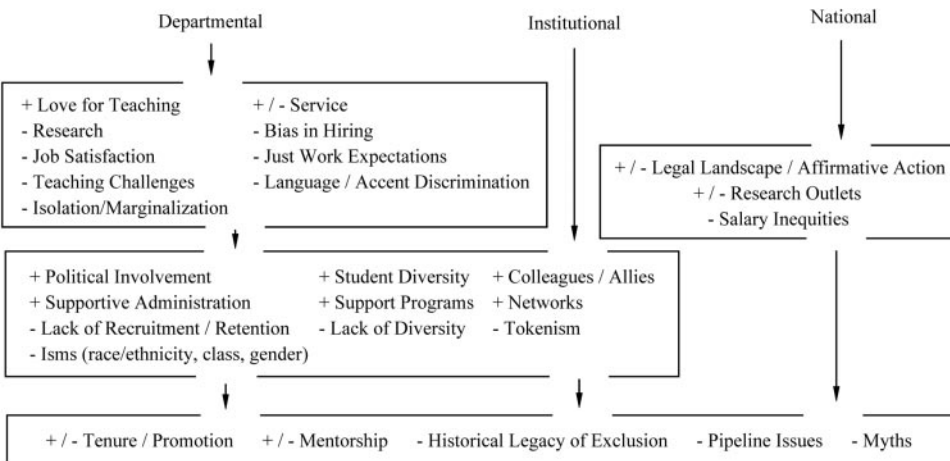 Departmental
Institutional
National
+ Love for Teaching
- Research
- Job Satisfaction
- Teaching Challenges
- Isolation/Marginalization
+ / - Service
- Bias in Hiring
- Just Work Expectations
- Language / Accent Discrimination
+ / - Legal Landscape / Affirmative Action
+ / - Research Outlets
- Salary Inequities
+ Political Involvement
+ Supportive Administration
- Lack of Recruitment / Retention
- Isms (race/ethnicity, class, gender)
+ Student Diversity
+ Support Programs
- Lack of Diversity
+ Colleagues / Allies
+ Networks
- Tokenism
+ / - Tenure / Promotion + / - Mentorship - Historical Legacy of Exclusion - Pipeline Issues - Myths